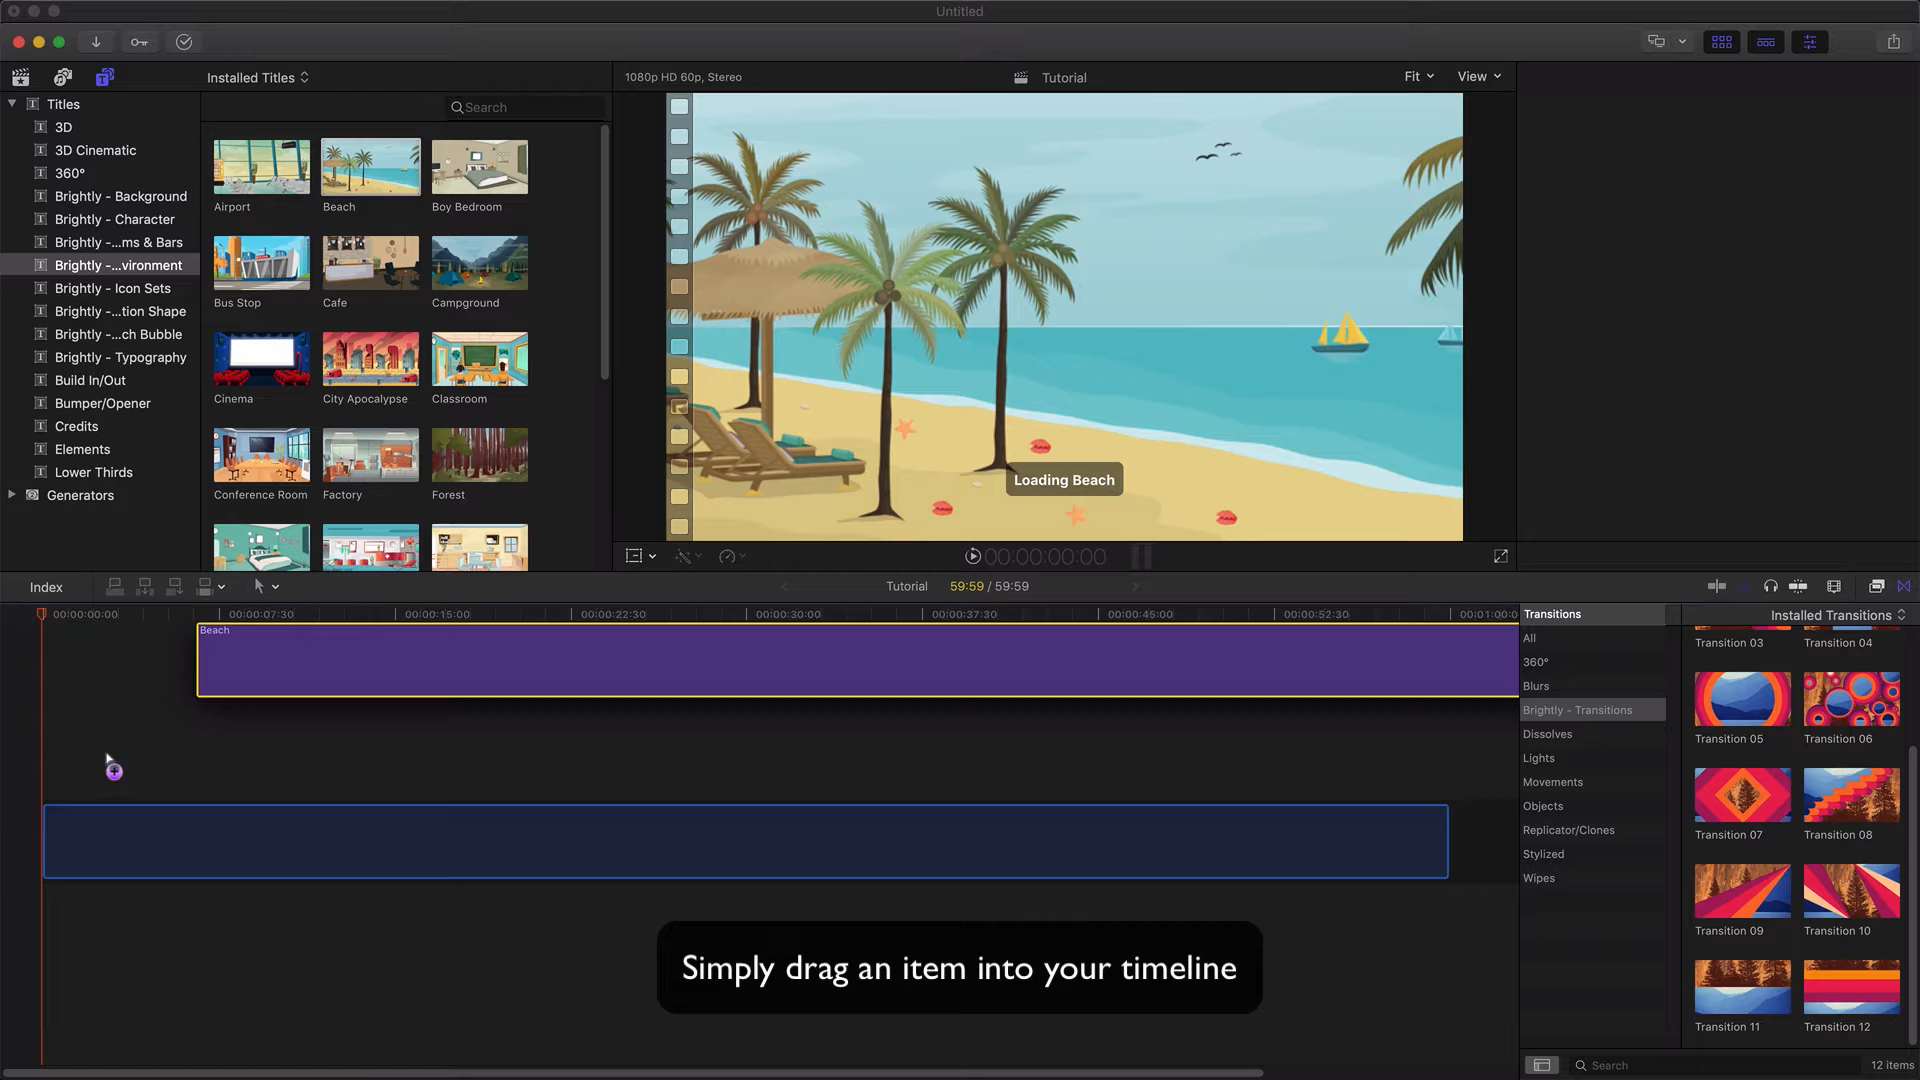 Untitled
Installed Titles
1080p HD 60p, Stereo
Tutorial
Fit
View
Titles
3D
3D Cinematic
360°
Brightly - Background
Brightly - Character
Brightly -...ms & Bars
Brightly -...vironment
Brightly - Icon Sets
Brightly -...tion Shape
Brightly -...ch Bubble
Brightly - Typography
Build In/Out
Bumper/Opener
Credits
Elements
Lower Thirds
Generators
Search
Airport
Beach
Boy Bedroom
Bus Stop
Cafe
Campground
Cinema
City Apocalypse
Classroom
Conference Room
Factory
Forest
Loading Beach
00:00:00:00
Index
Tutorial
59:59 / 59:59
00:00:00:00
00:00:07:30
00:00:15:00
00:00:22:30
00:00:30:00
00:00:37:30
00:00:45:00
00:00:52:30
00:01:00:0
Beach
Simply drag an item into your timeline
Transitions
Installed Transitions
All
360°
Blurs
Brightly - Transitions
Dissolves
Lights
Movements
Objects
Replicator/Clones
Stylized
Wipes
Transition 03
Transition 04
Transition 05
Transition 06
Transition 07
Transition 08
Transition 09
Transition 10
Transition 11
Transition 12
Search
12 items